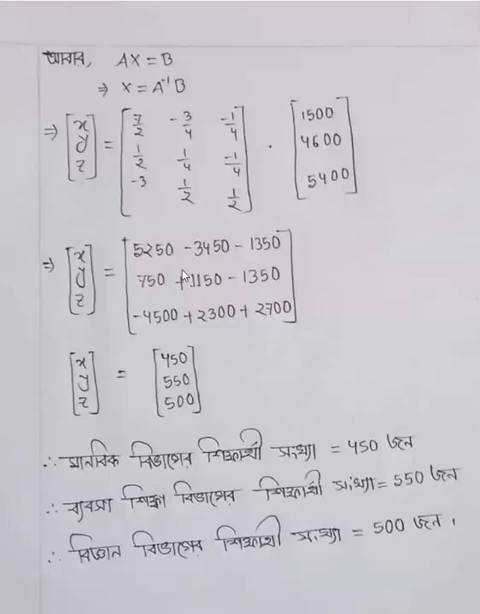 আবার, AX = B
⇒ X = A⁻¹B
⇒ [x y z] = [7/2 -3/4 -1/4; 1/2 1/4 -1/4; -3 1/2 1/2] · [1500 4600 5400]
⇒ [x y z] = [5250 - 3450 - 1350; 750 + 1150 - 1350; -4500 + 2300 + 2700]
[x y z] = [450 550 500]
∴ মানবিক বিভাগের শিক্ষার্থী সংখ্যা = 450 জন
∴ ব্যবসা শিক্ষা বিভাগের শিক্ষার্থী সংখ্যা = 550 জন
∴ বিজ্ঞান বিভাগের শিক্ষার্থী সংখ্যা = 500 জন।